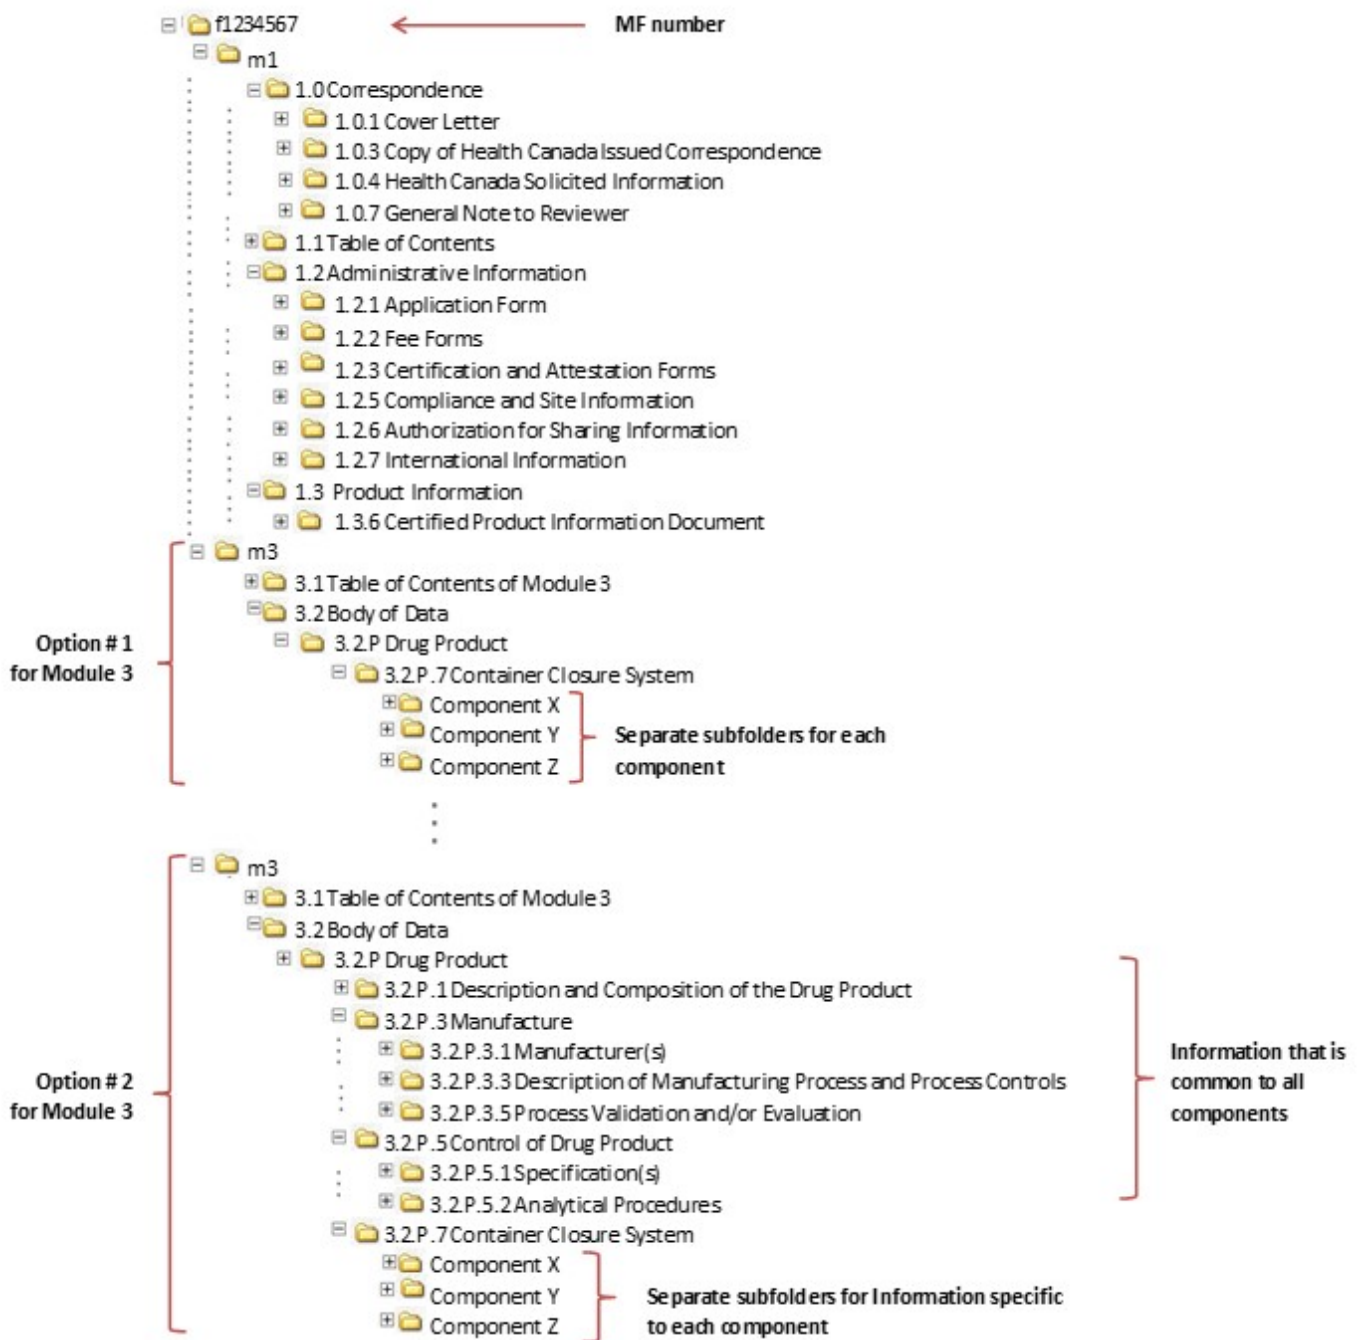 f1234567
MF number
m1
1.0 Correspondence
1.0.1 Cover Letter
1.0.3 Copy of Health Canada Issued Correspondence
1.0.4 Health Canada Solicited Information
1.0.7 General Note to Reviewer
1.1 Table of Contents
1.2 Administrative Information
1.2.1 Application Form
1.2.2 Fee Forms
1.2.3 Certification and Attestation Forms
1.2.5 Compliance and Site Information
1.2.6 Authorization for Sharing Information
1.2.7 International Information
1.3 Product Information
1.3.6 Certified Product Information Document
Option # 1
for Module 3
m3
3.1 Table of Contents of Module 3
3.2 Body of Data
3.2.P Drug Product
3.2.P.7 Container Closure System
Component X
Component Y
Component Z
Separate subfolders for each
component
Option # 2
for Module 3
m3
3.1 Table of Contents of Module 3
3.2 Body of Data
3.2.P Drug Product
3.2.P.1 Description and Composition of the Drug Product
3.2.P.3 Manufacture
3.2.P.3.1 Manufacturer(s)
3.2.P.3.3 Description of Manufacturing Process and Process Controls
3.2.P.3.5 Process Validation and/or Evaluation
3.2.P.5 Control of Drug Product
3.2.P.5.1 Specification(s)
3.2.P.5.2 Analytical Procedures
Information that is
common to all
components
3.2.P.7 Container Closure System
Component X
Component Y
Component Z
Separate subfolders for Information specific
to each component